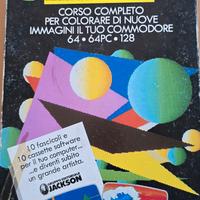 CORSO COMPLETO
PER COLORARE DI NUOVE
IMMAGINI IL TUO COMMODORE
64 • 64PC • 128
10 fascicoli e
10 cassette software
per il tuo computer...
...e diventi subito
un grande artista.
JACKSON